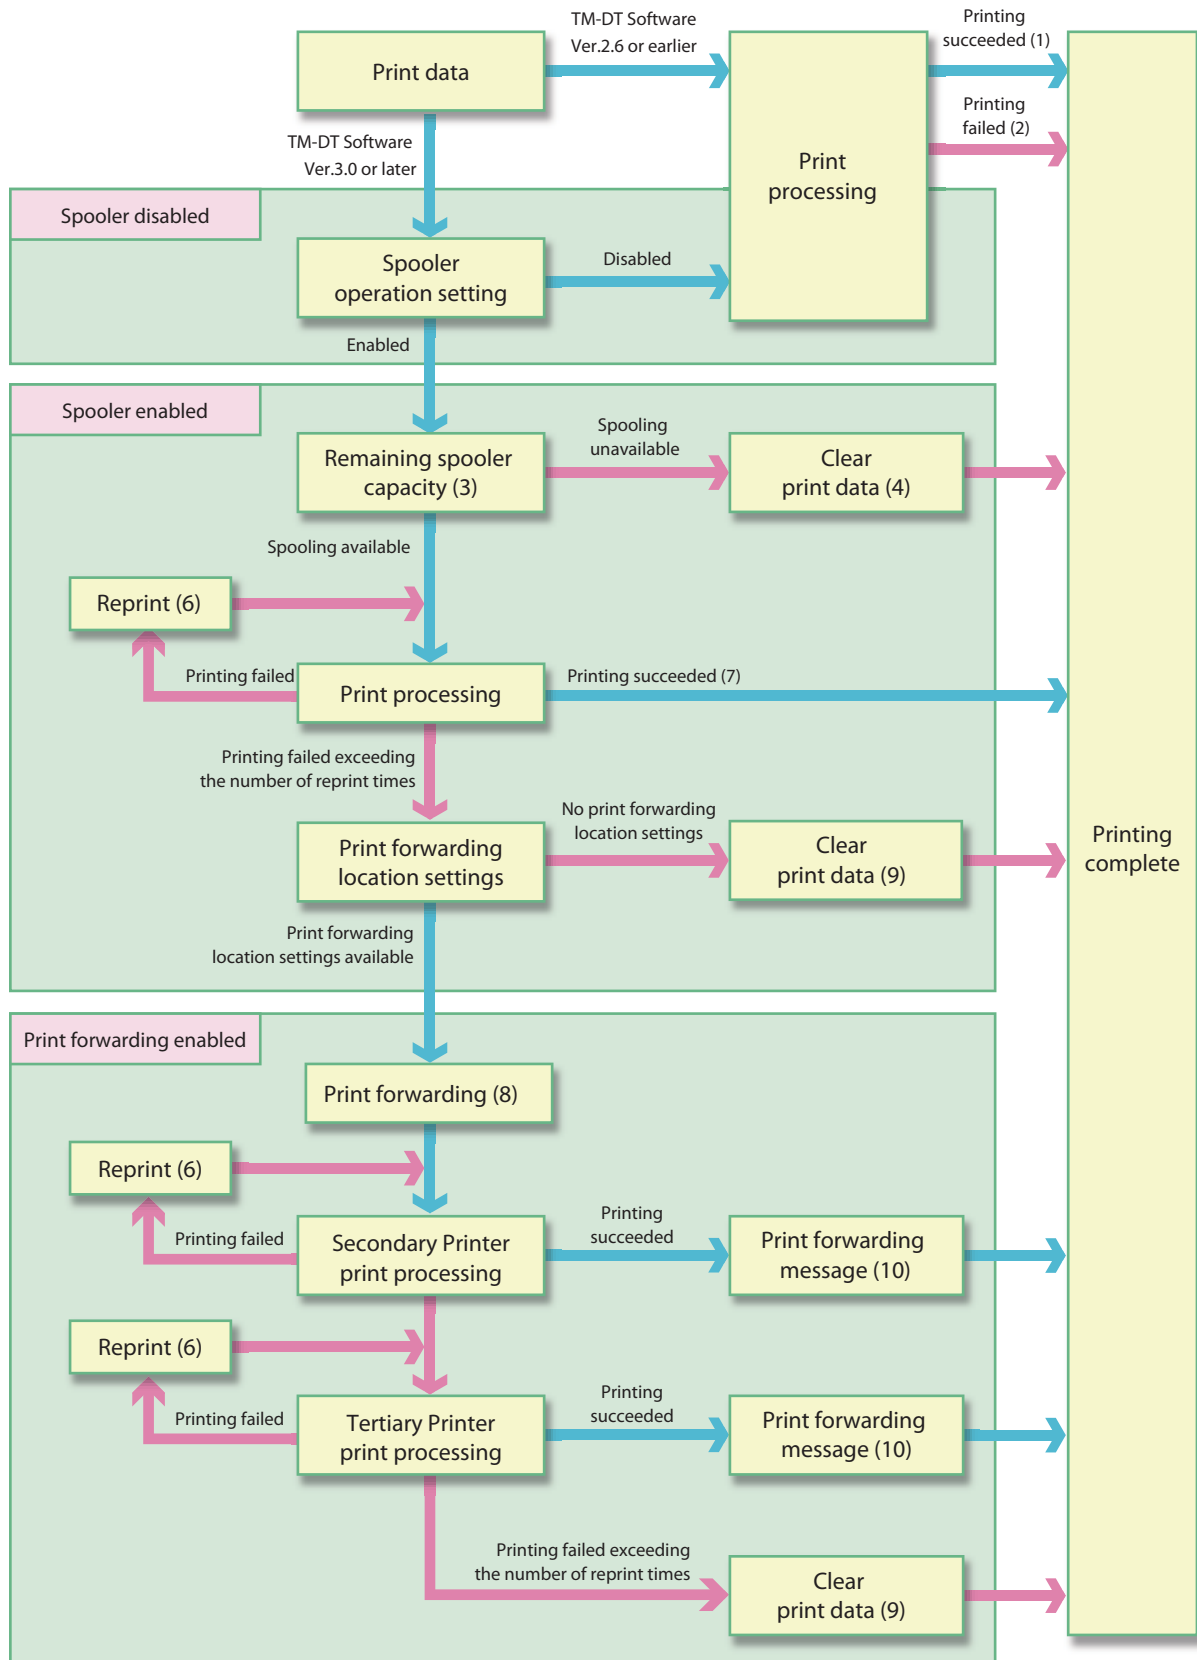 TM-DT Software
Ver.2.6 or earlier
Printing
succeeded (1)
Print data
Printing
failed (2)
TM-DT Software
Ver.3.0 or later
Print
processing
Spooler disabled
Spooler
operation setting
Disabled
Enabled
Spooler enabled
Remaining spooler
capacity (3)
Spooling
unavailable
Clear
print data (4)
Spooling available
Reprint (6)
Printing failed
Print processing
Printing succeeded (7)
Printing failed exceeding
the number of reprint times
Print forwarding
location settings
No print forwarding
location settings
Clear
print data (9)
Printing
complete
Print forwarding
location settings available
Print forwarding enabled
Print forwarding (8)
Reprint (6)
Printing failed
Secondary Printer
print processing
Printing
succeeded
Print forwarding
message (10)
Reprint (6)
Printing failed
Tertiary Printer
print processing
Printing
succeeded
Print forwarding
message (10)
Printing failed exceeding
the number of reprint times
Clear
print data (9)